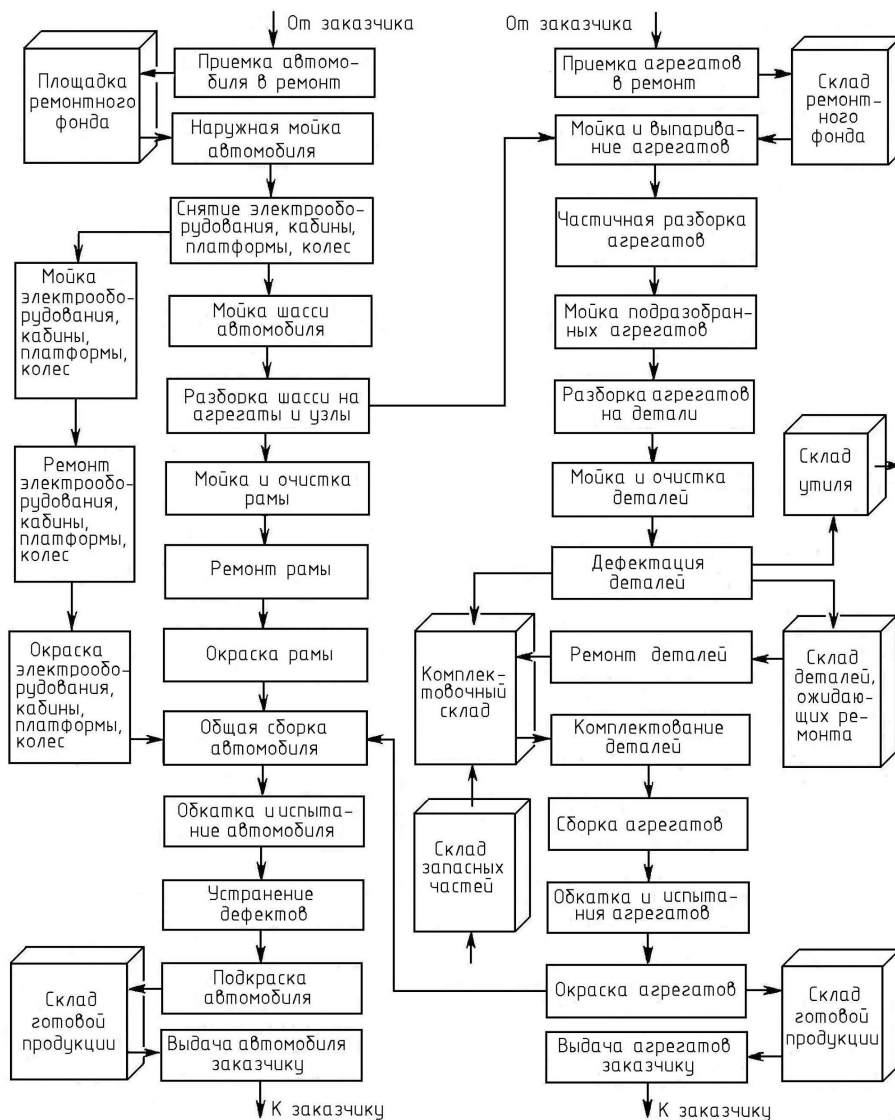 От заказчика
Приемка автомо-
биля в ремонт
Площадка
ремонтного
фонда
Наружная мойка
автомобиля
Снятие электрообо-
рудования, кабины,
платформы, колес
Мойка
электрообо-
рудования,
кабины,
платформы,
колес
Мойка шасси
автомобиля
Разборка шасси на
агрегаты и узлы
Ремонт
электрообо-
рудования,
кабины,
платформы,
колес
Мойка и очистка
рамы
Ремонт рамы
Окраска
электрообо-
рудования,
кабины,
платформы,
колес
Окраска рамы
Общая сборка
автомобиля
Обкатка и испыта-
ние автомобиля
Устранение
дефектов
Подкраска
автомобиля
Склад
готовой
продукции
Выдача автомобиля
заказчику
К заказчику
От заказчика
Приемка агрегатов
в ремонт
Склад
ремонт-
ного
фонда
Мойка и выпарива-
ние агрегатов
Частичная разборка
агрегатов
Мойка подразобран-
ных агрегатов
Разборка агрегатов
на детали
Мойка и очистка
деталей
Склад
утиля
Дефектация
деталей
Комплек-
товочный
склад
Ремонт деталей
Склад
деталей,
ожидаю-
щих ре-
монта
Комплектование
деталей
Склад
запасных
частей
Сборка агрегатов
Обкатка и испыта-
ния агрегатов
Окраска агрегатов
Склад
готовой
продукции
Выдача агрегатов
заказчику
К заказчику